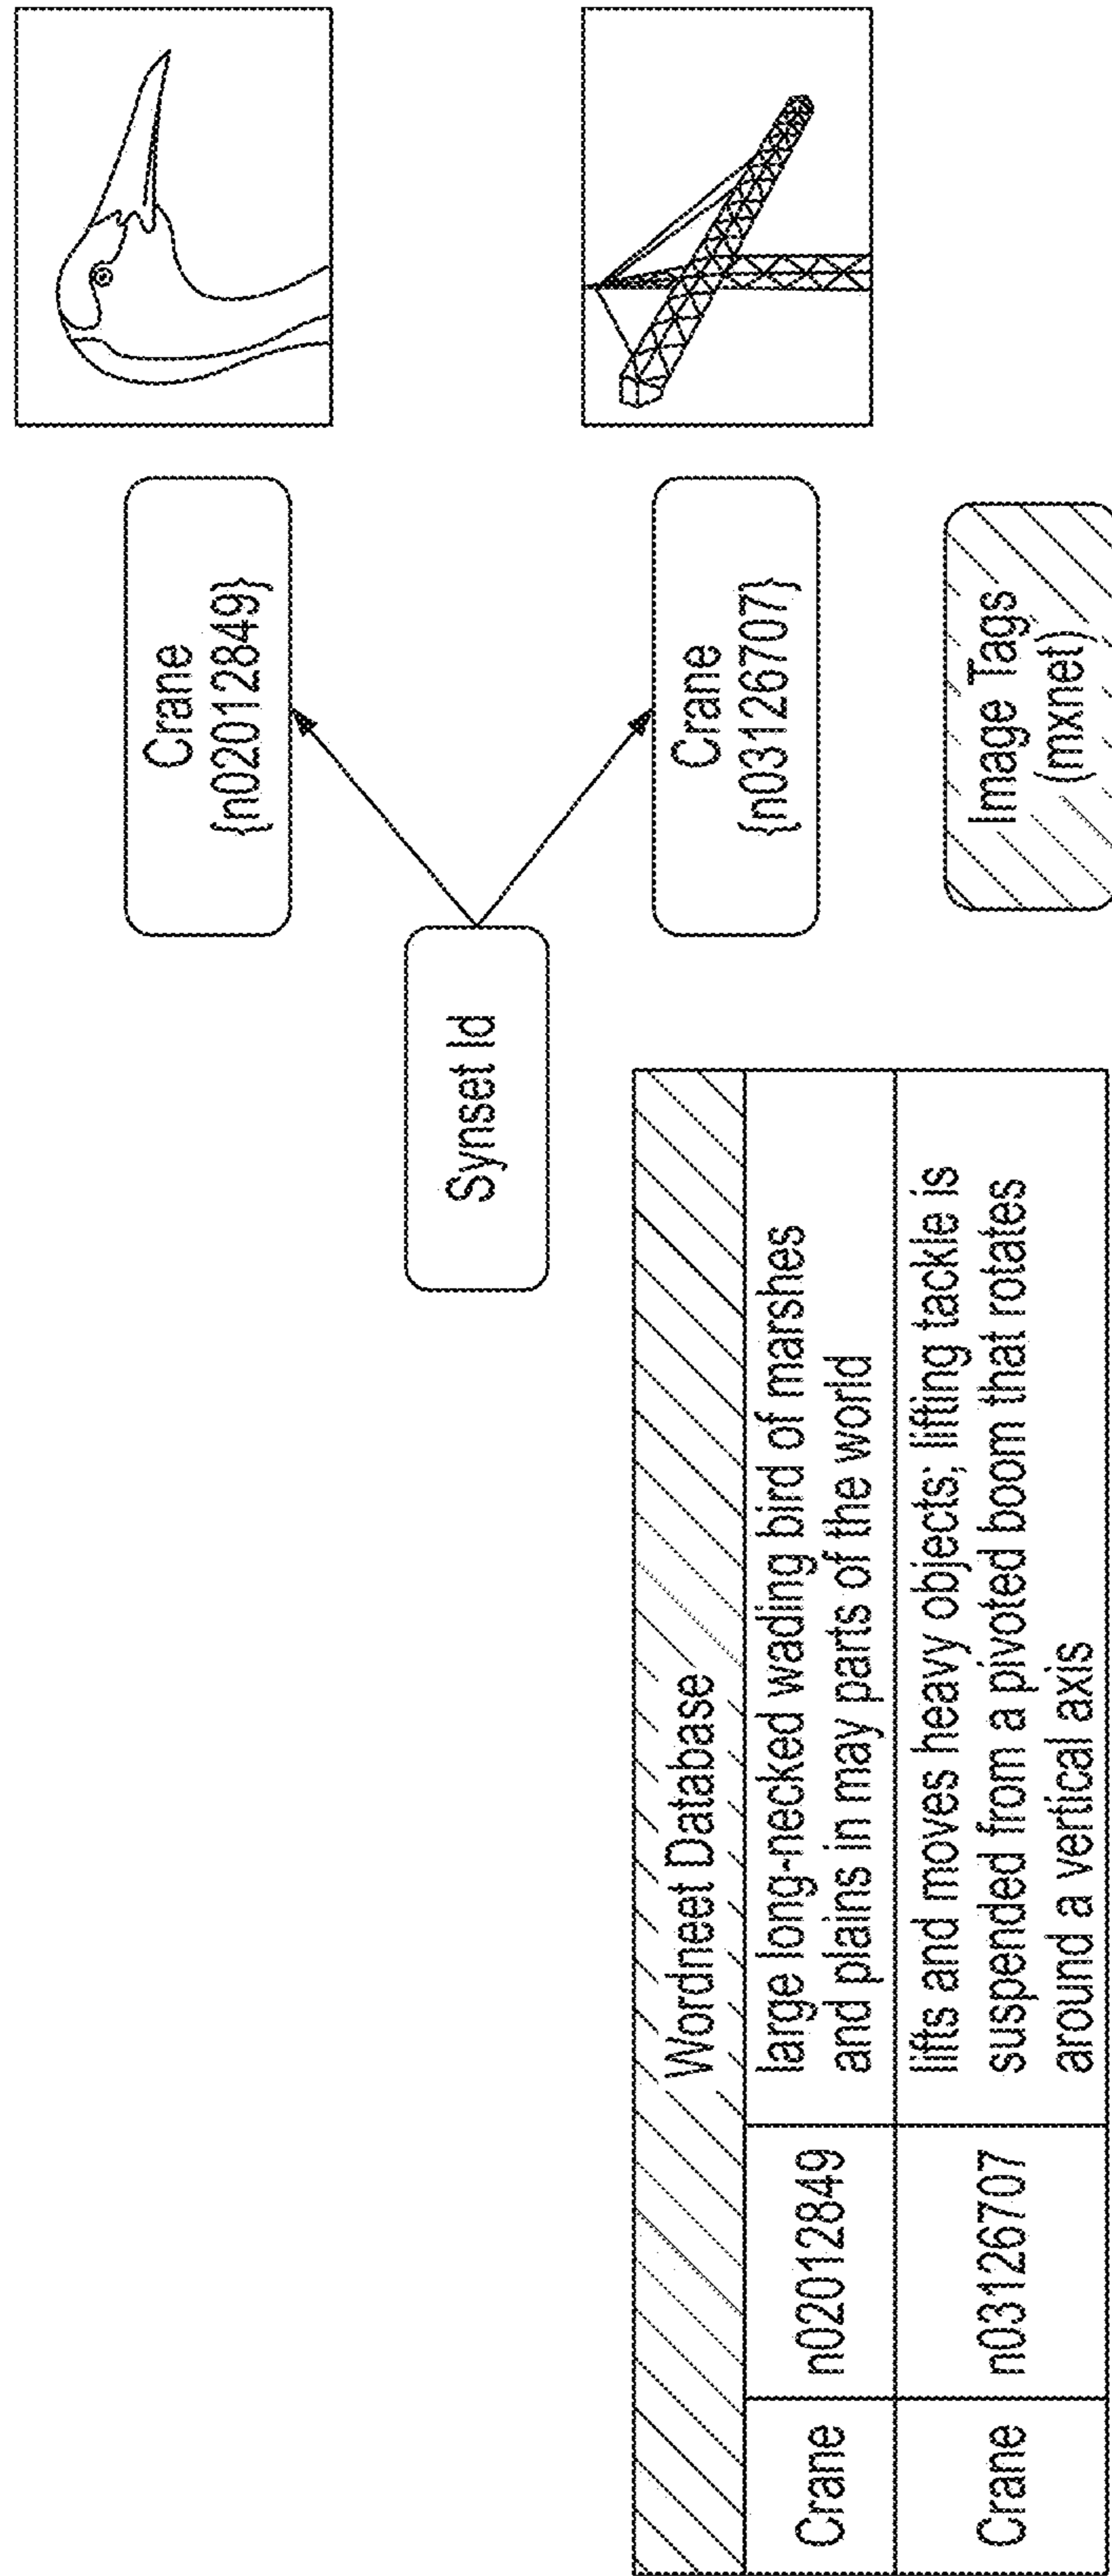 Synset Id
Crane
{n02012849}
Crane
{n03126707}
Wordneet Database
Crane
n02012849
large long-necked wading bird of marshes
and plains in may parts of the world
Crane
n03126707
lifts and moves heavy objects; lifting tackle is
suspended from a pivoted boom that rotates
around a vertical axis
Image Tags
(mxnet)